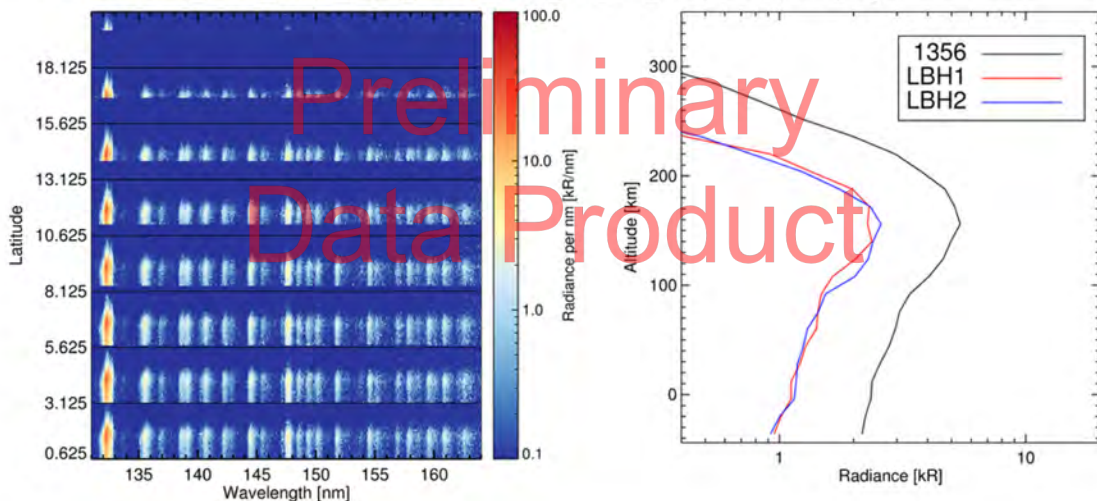 Preliminary
Data Product
Latitude
18.125
15.625
13.125
10.625
8.125
5.625
3.125
0.625
135
140
145
150
155
160
Wavelength [nm]
100.0
10.0
1.0
0.1
Radiance per nm [kR/nm]
1356
LBH1
LBH2
Altitude [km]
300
200
100
0
1
10
Radiance [kR]